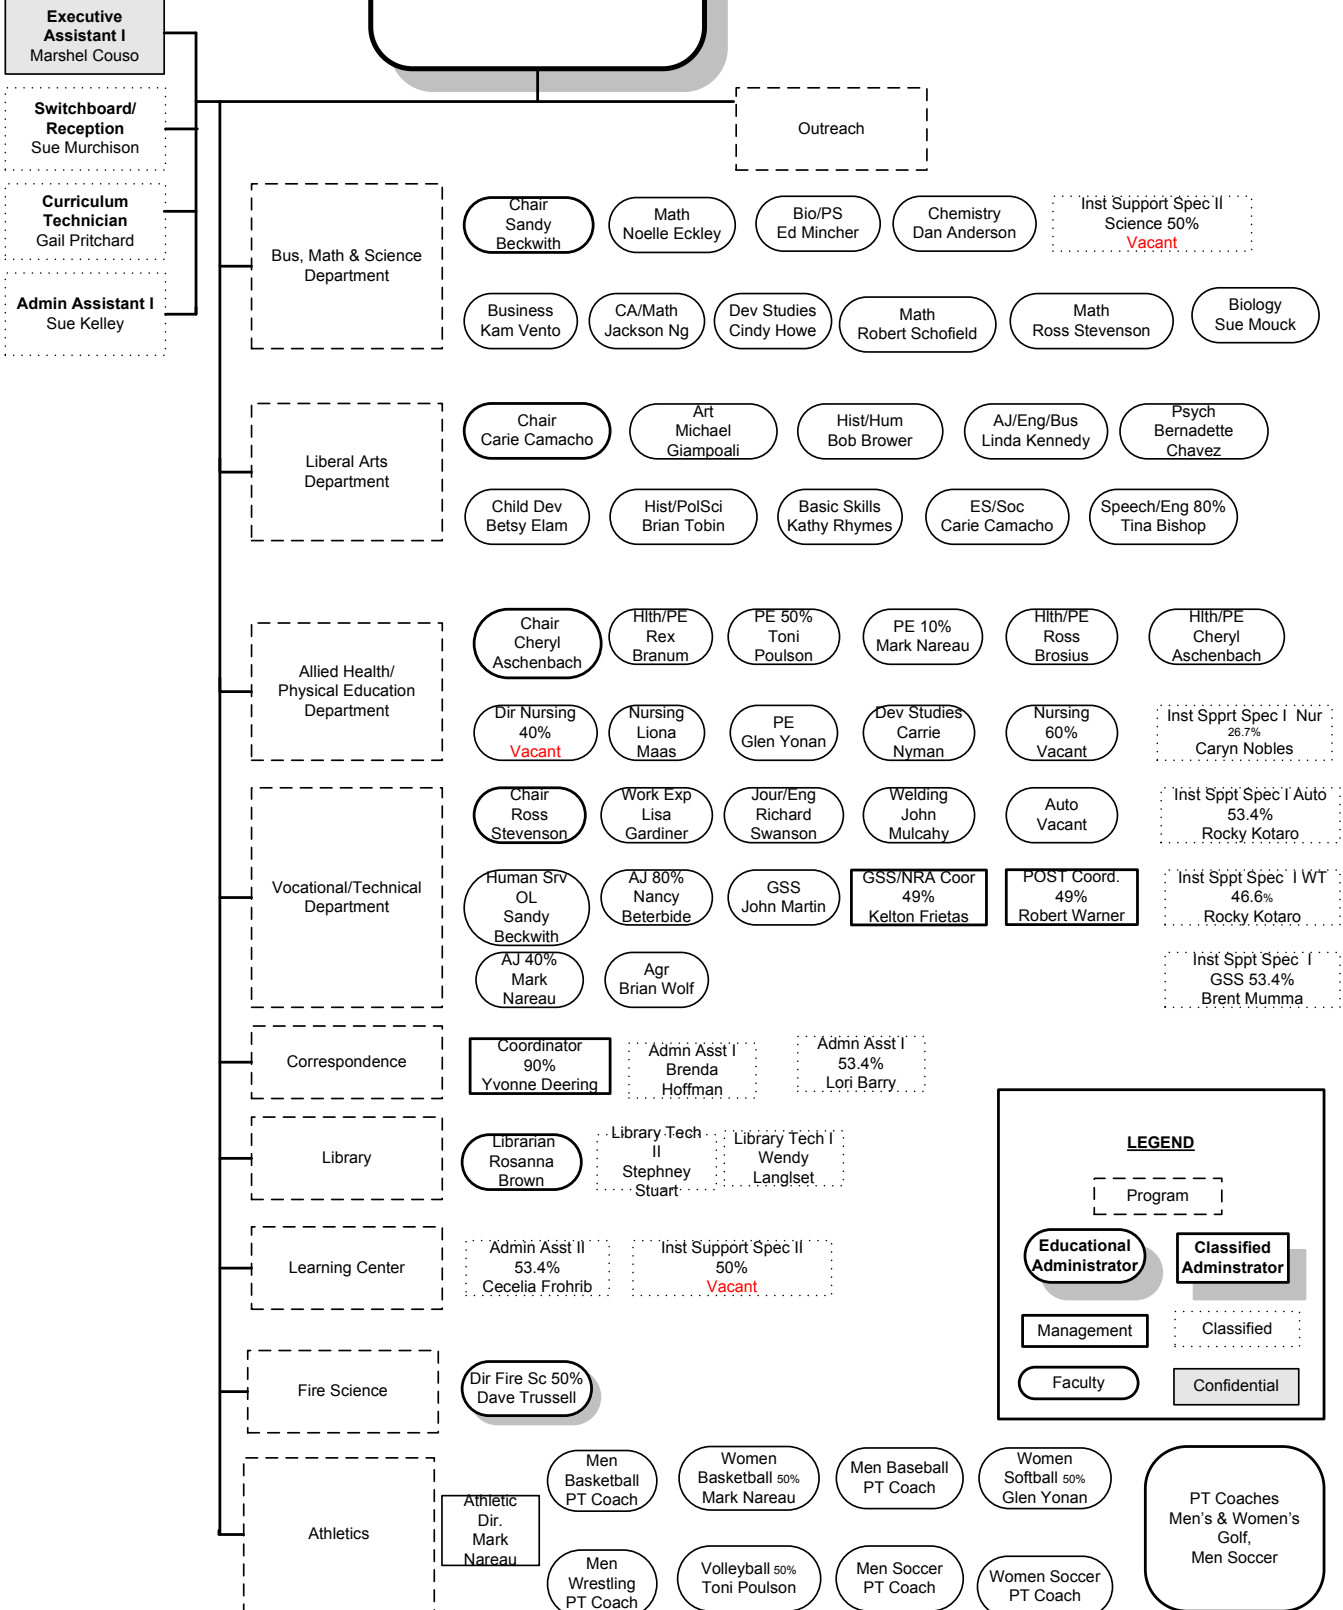 Executive
Assistant I
Marshel Couso
Switchboard/
Reception
Sue Murchison
Curriculum
Technician
Gail Pritchard
Admin Assistant I
Sue Kelley
Outreach
Bus, Math & Science
Department
Chair
Sandy
Beckwith
Math
Noelle Eckley
Bio/PS
Ed Mincher
Chemistry
Dan Anderson
Inst Support Spec II
Science 50%
Vacant
Business
Kam Vento
CA/Math
Jackson Ng
Dev Studies
Cindy Howe
Math
Robert Schofield
Math
Ross Stevenson
Biology
Sue Mouck
Liberal Arts
Department
Chair
Carie Camacho
Art
Michael
Giampoali
Hist/Hum
Bob Brower
AJ/Eng/Bus
Linda Kennedy
Psych
Bernadette
Chavez
Child Dev
Betsy Elam
Hist/PolSci
Brian Tobin
Basic Skills
Kathy Rhymes
ES/Soc
Carie Camacho
Speech/Eng 80%
Tina Bishop
Allied Health/
Physical Education
Department
Chair
Cheryl
Aschenbach
Hlth/PE
Rex
Branum
PE 50%
Toni
Poulson
PE 10%
Mark Nareau
Hlth/PE
Ross
Brosius
Hlth/PE
Cheryl
Aschenbach
Dir Nursing
40%
Vacant
Nursing
Liona
Maas
PE
Glen Yonan
Dev Studies
Carrie
Nyman
Nursing
60%
Vacant
Inst Spprt Spec I Nur
26.7%
Caryn Nobles
Vocational/Technical
Department
Chair
Ross
Stevenson
Work Exp
Lisa
Gardiner
Jour/Eng
Richard
Swanson
Welding
John
Mulcahy
Auto
Vacant
Inst Sppt Spec I Auto
53.4%
Rocky Kotaro
Human Srv
OL
Sandy
Beckwith
AJ 80%
Nancy
Beterbide
GSS
John Martin
GSS/NRA Coor
49%
Kelton Frietas
POST Coord.
49%
Robert Warner
Inst Sppt Spec I WT
46.6%
Rocky Kotaro
AJ 40%
Mark
Nareau
Agr
Brian Wolf
Inst Sppt Spec I
GSS 53.4%
Brent Mumma
Correspondence
Coordinator
90%
Yvonne Deering
Admn Asst I
Brenda
Hoffman
Admn Asst I
53.4%
Lori Barry
Library
Librarian
Rosanna
Brown
Library Tech
II
Stephney
Stuart
Library Tech I
Wendy
Langlset
Learning Center
Admin Asst II
53.4%
Cecelia Frohrib
Inst Support Spec II
50%
Vacant
Fire Science
Dir Fire Sc 50%
Dave Trussell
LEGEND
Program
Educational
Administrator
Classified
Adminstrator
Management
Classified
Faculty
Confidential
Athletics
Athletic
Dir.
Mark
Nareau
Men
Basketball
PT Coach
Women
Basketball 50%
Mark Nareau
Men Baseball
PT Coach
Women
Softball 50%
Glen Yonan
PT Coaches
Men's & Women's
Golf,
Men Soccer
Men
Wrestling
PT Coach
Volleyball 50%
Toni Poulson
Men Soccer
PT Coach
Women Soccer
PT Coach